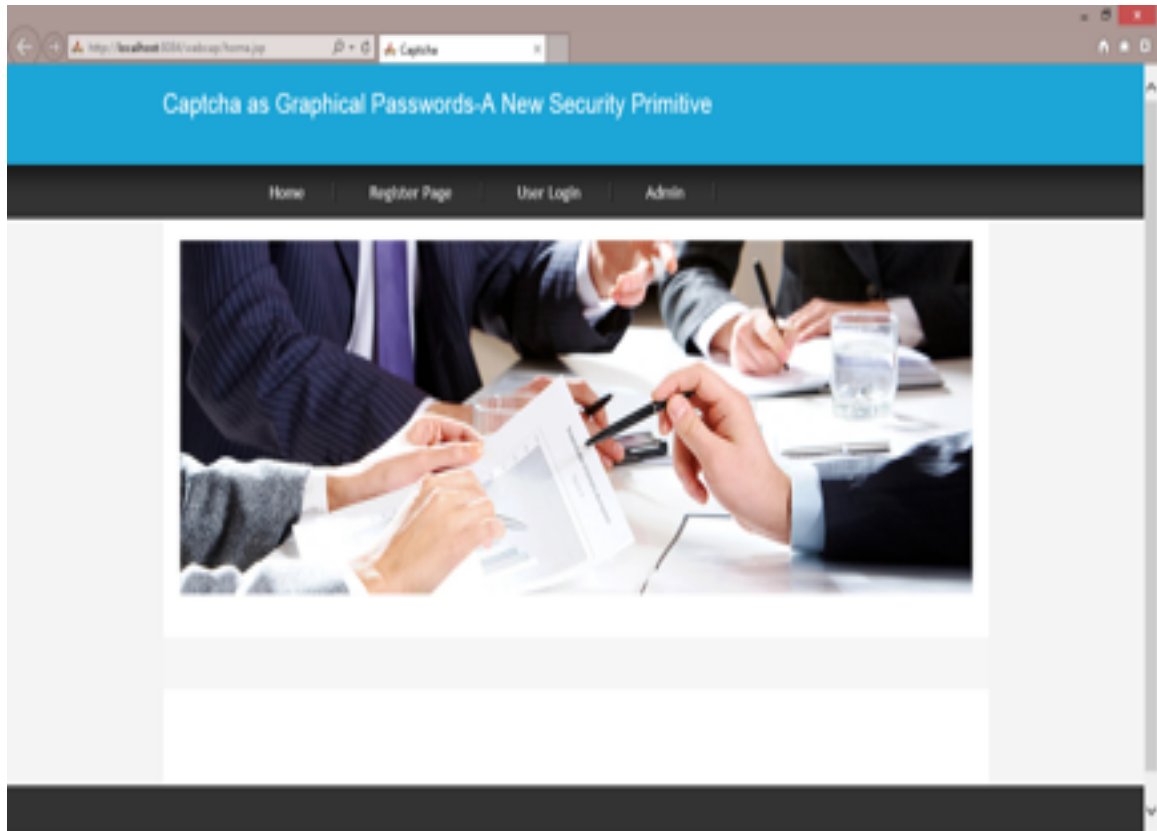 Captcha
Captcha as Graphical Passwords-A New Security Primitive
Home
Register Page
User Login
Admin